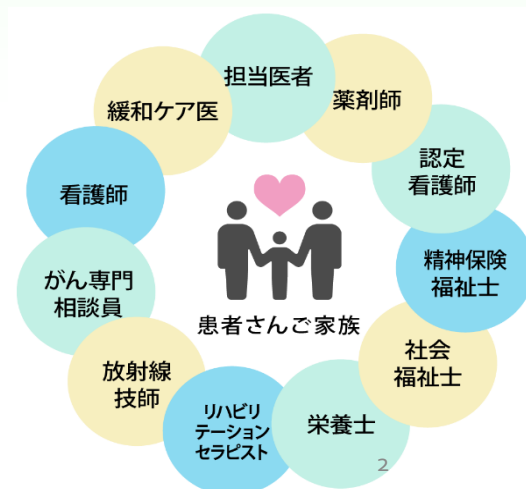 担当医者
薬剤師
認定
看護師
精神保険
福祉士
社会
福祉士
栄養士
リハビリ
テーション
セラピスト
放射線
技師
がん専門
相談員
看護師
緩和ケア医
患者さんご家族
2